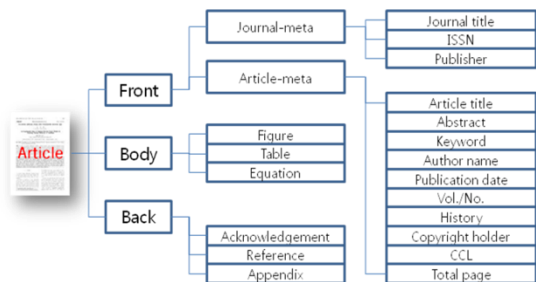 Article
Front
Journal-meta
Journal title
ISSN
Publisher
Article-meta
Article title
Abstract
Keyword
Author name
Publication date
Vol./No.
History
Copyright holder
CCL
Total page
Body
Figure
Table
Equation
Back
Acknowledgement
Reference
Appendix